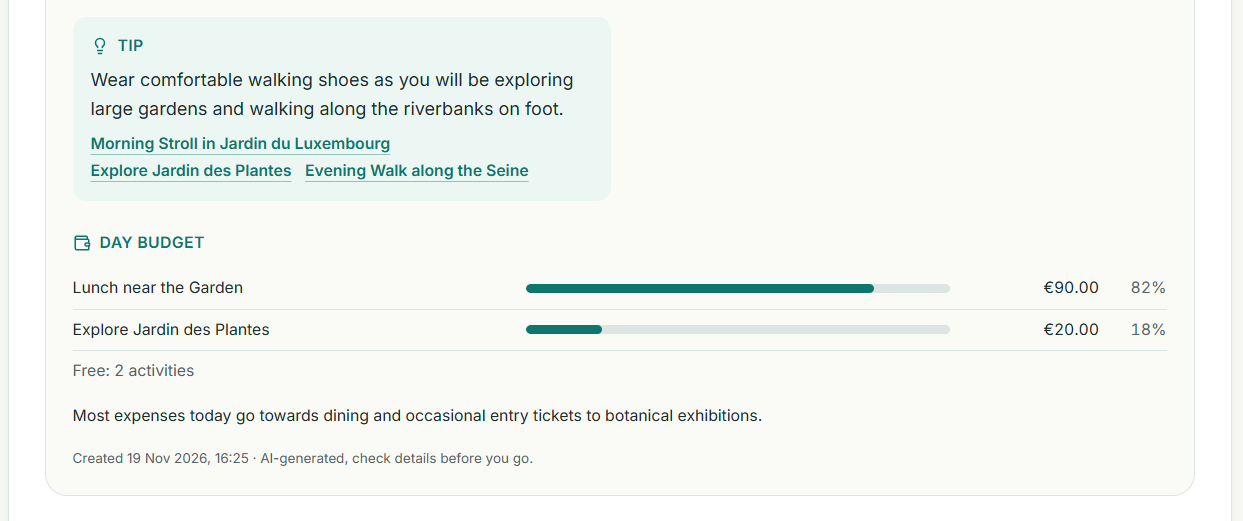 TIP
Wear comfortable walking shoes as you will be exploring
large gardens and walking along the riverbanks on foot.
Morning Stroll in Jardin du Luxembourg
Explore Jardin des Plantes Evening Walk along the Seine
DAY BUDGET
Lunch near the Garden €90.00 82%
Explore Jardin des Plantes €20.00 18%
Free: 2 activities
Most expenses today go towards dining and occasional entry tickets to botanical exhibitions.
Created 19 Nov 2026, 16:25 · AI-generated, check details before you go.